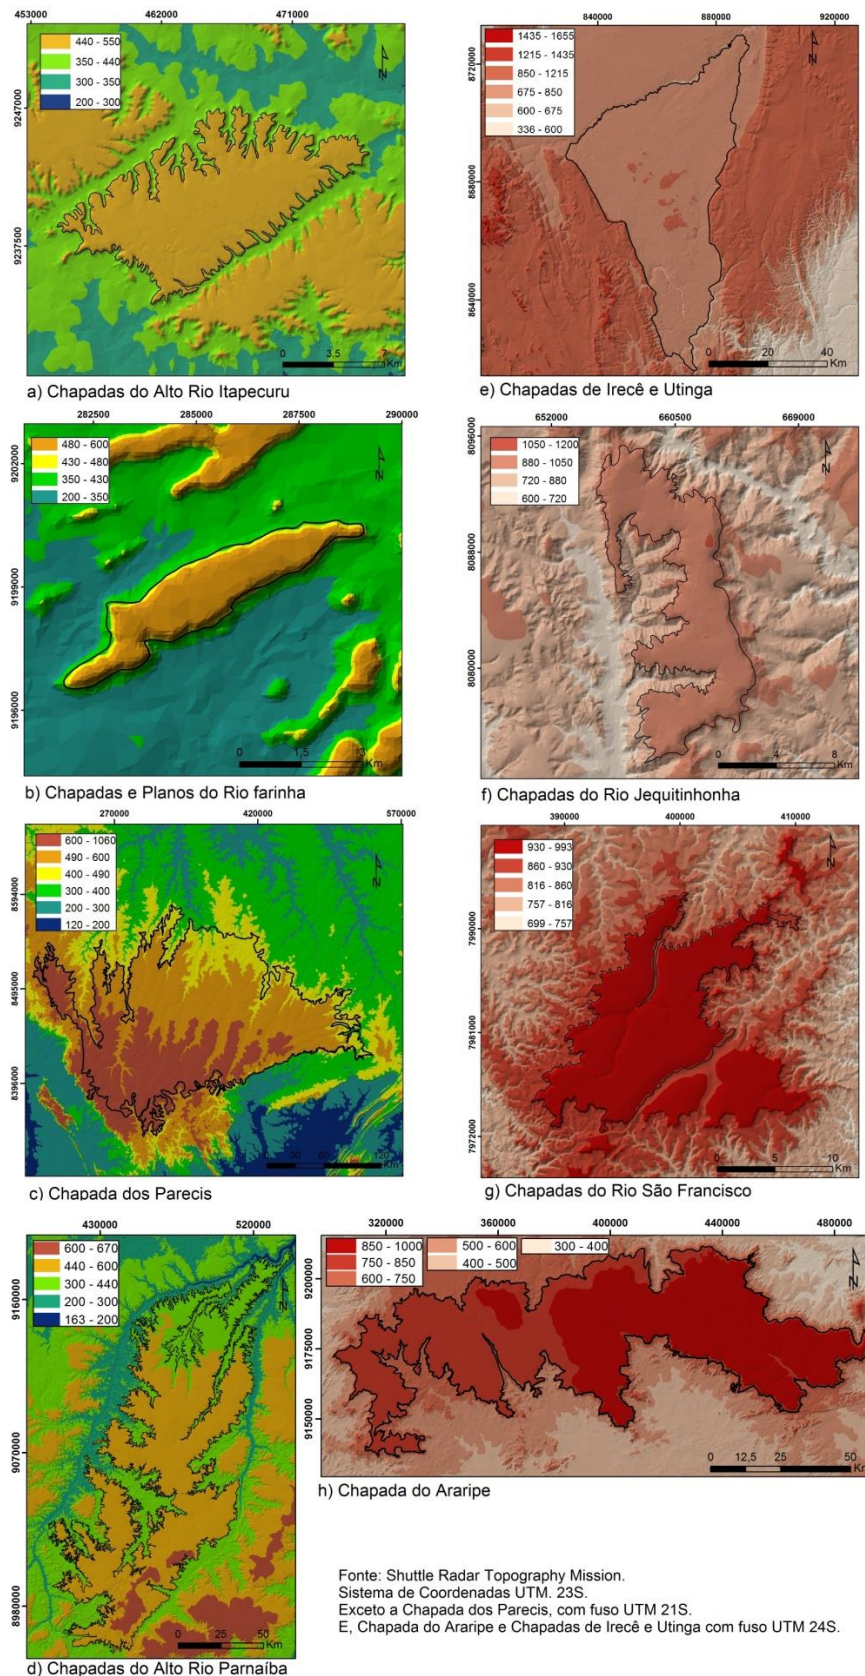 453000 462000 471000
440 - 550
350 - 440
300 - 350
200 - 300
N
9247000
9237500
0 3,5 7
Km
a) Chapadas do Alto Rio Itapecuru
840000 880000 920000
1435 - 1655
1215 - 1435
850 - 1215
675 - 850
600 - 675
336 - 600
N
8720000
8680000
8640000
0 20 40
Km
e) Chapadas de Irecê e Utinga
282500 285000 287500 290000
480 - 600
430 - 480
350 - 430
200 - 350
N
9202000
9199000
9196000
0 1,5 3
Km
b) Chapadas e Planos do Rio farinha
652000 660500 669000
1050 - 1200
880 - 1050
720 - 880
600 - 720
N
8096000
8088000
8080000
0 4 8
Km
f) Chapadas do Rio Jequitinhonha
270000 420000 570000
600 - 1060
490 - 600
400 - 490
300 - 400
200 - 300
120 - 200
N
8594000
8495000
8396000
0 30 60 120
Km
c) Chapada dos Parecis
390000 400000 410000
930 - 993
860 - 930
816 - 860
757 - 816
699 - 757
N
7990000
7981000
7972000
0 5 10
Km
g) Chapadas do Rio São Francisco
430000 520000
600 - 670
440 - 600
300 - 440
200 - 300
163 - 200
N
9160000
9070000
8980000
0 25 50
Km
d) Chapadas do Alto Rio Parnaíba
320000 360000 400000 440000 480000
850 - 1000 500 - 600 300 - 400
750 - 850 400 - 500
600 - 750
N
9200000
9175000
9150000
0 12,5 25 50
Km
h) Chapada do Araripe
Fonte: Shuttle Radar Topography Mission.
Sistema de Coordenadas UTM. 23S.
Exceto a Chapada dos Parecis, com fuso UTM 21S.
E, Chapada do Araripe e Chapadas de Irecê e Utinga com fuso UTM 24S.